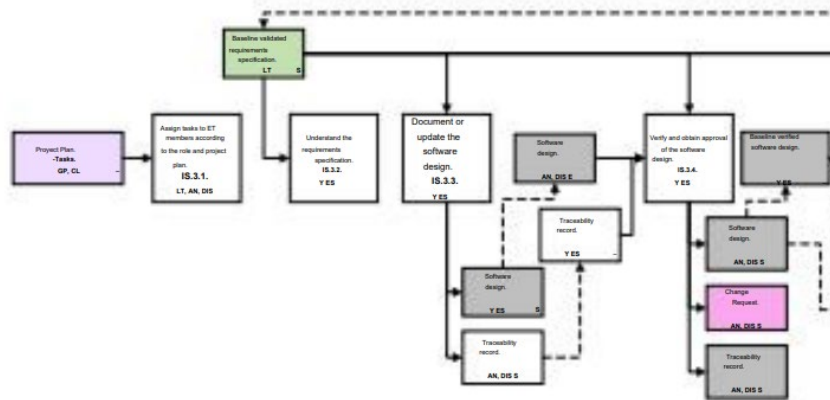 Baseline validated
requirements
specification.
LT S
Assign tasks to ET
members according
to the role and project
plan.
IS.3.1.
LT, AN, DIS
Proyect Plan.
-Tasks.
GP, CL –
Understand the
requirements
specification.
IS.3.2.
Y ES
Document or
update the
software
design.
IS.3.3.
Y ES
Software
design.
AN, DIS E
Traceability
record.
Y ES –
Software
design.
Y ES S
Traceability
record.
AN, DIS S
Verify and obtain approval
of the software
design.
IS.3.4.
Y ES
Baseline verified
software design.
Y ES
Software
design.
AN, DIS S
Change
Request.
AN, DIS S
Traceability
record.
AN, DIS S